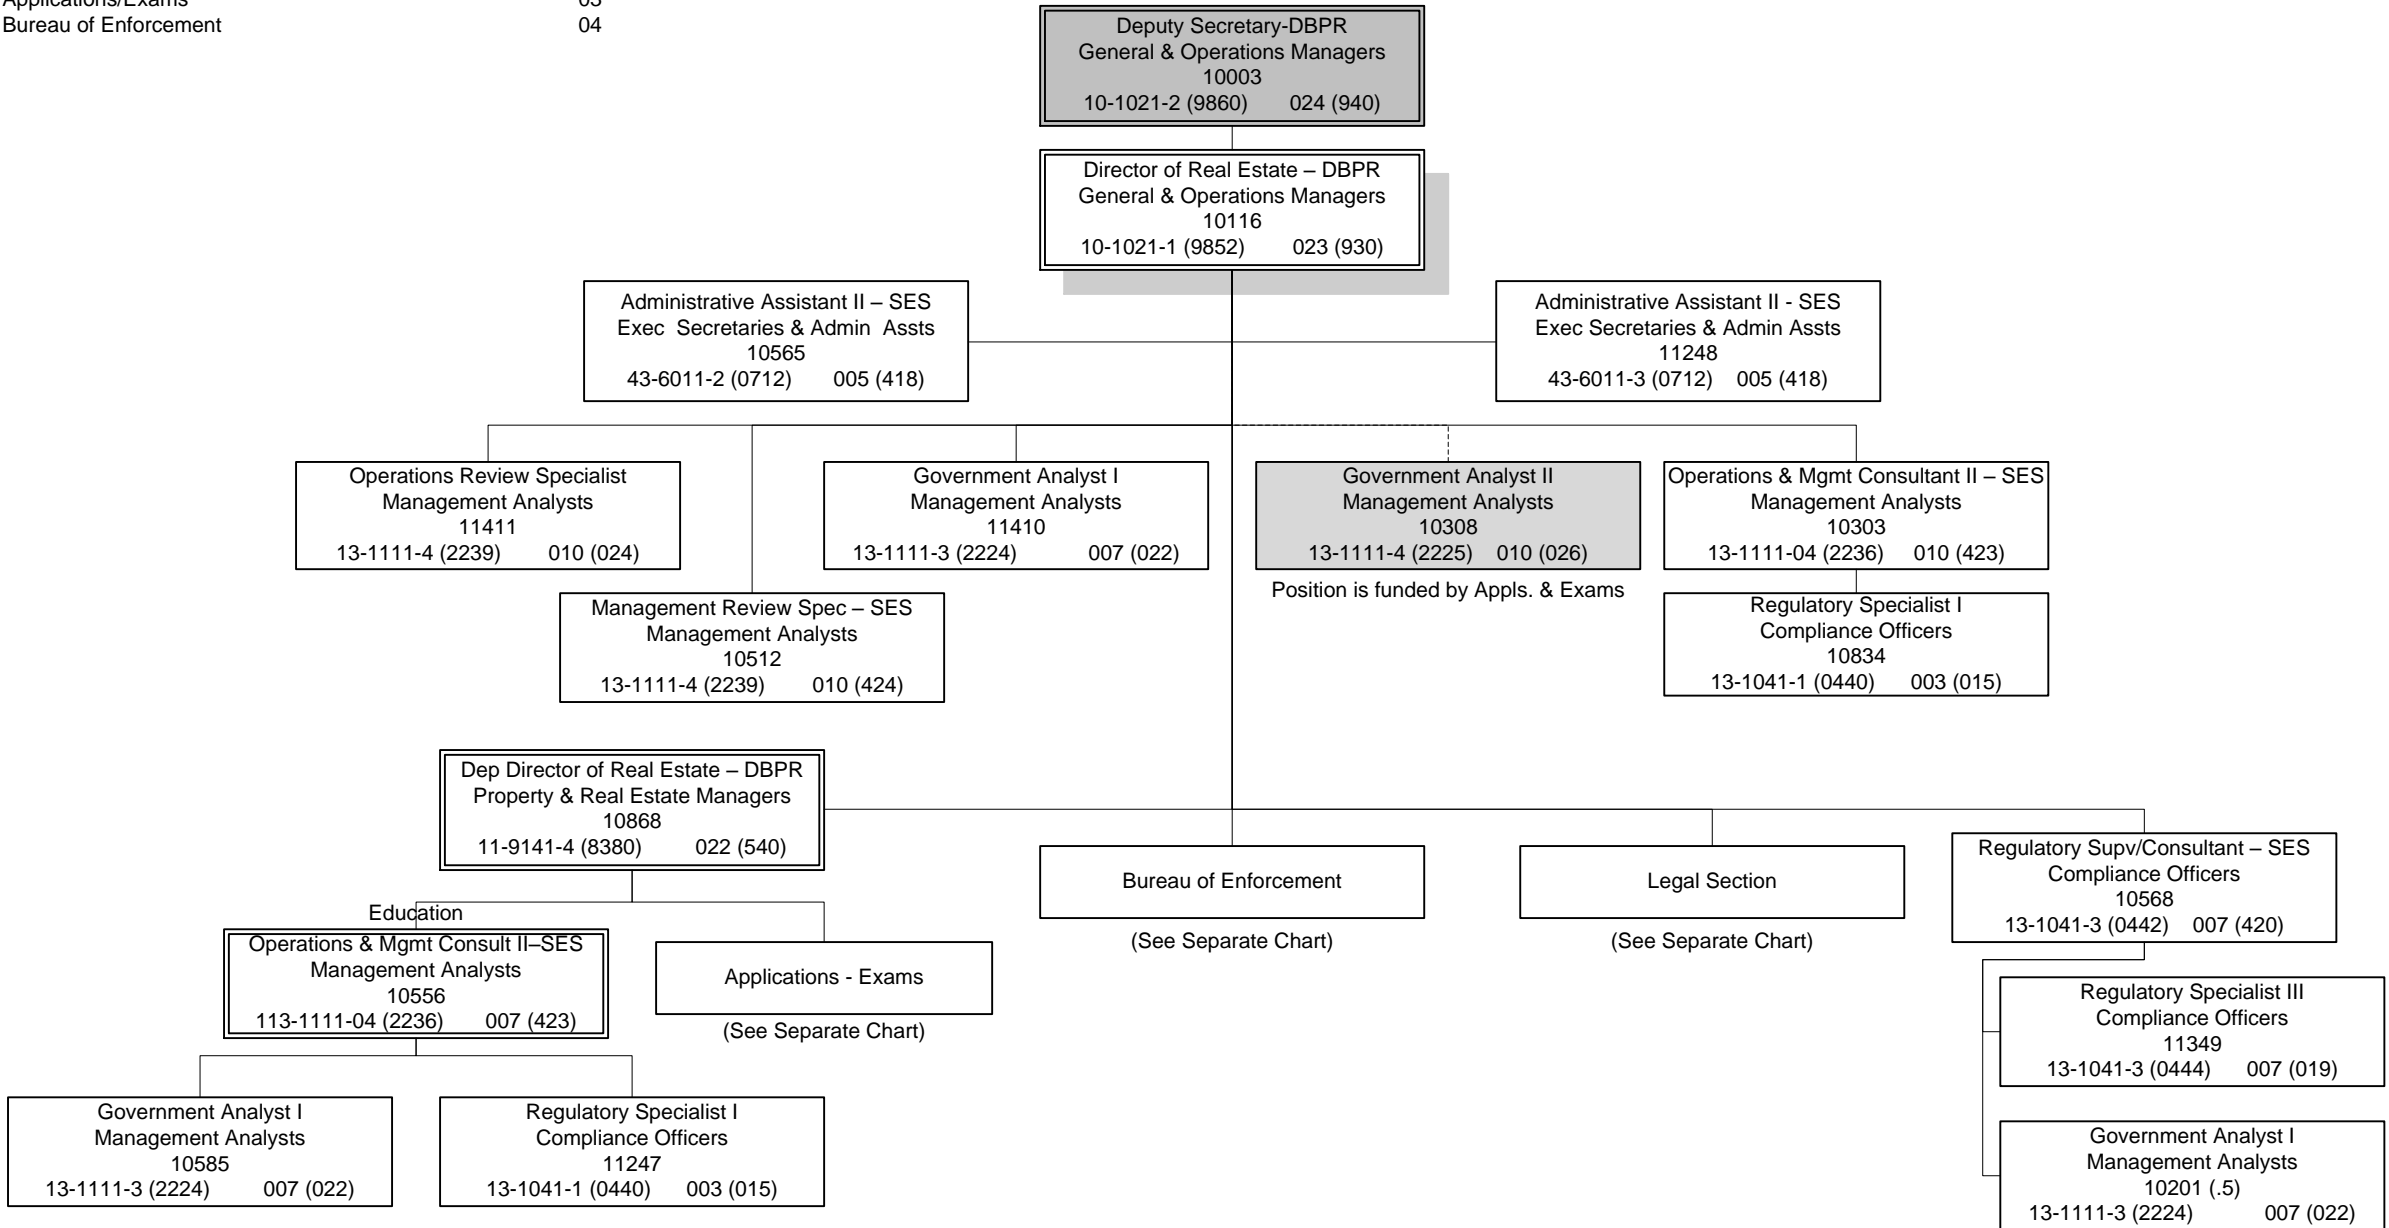 Applications/Exams 03
Bureau of Enforcement 04
Deputy Secretary-DBPR
General & Operations Managers
10003
10-1021-2 (9860) 024 (940)
Director of Real Estate – DBPR
General & Operations Managers
10116
10-1021-1 (9852) 023 (930)
Administrative Assistant II – SES
Exec Secretaries & Admin Assts
10565
43-6011-2 (0712) 005 (418)
Administrative Assistant II - SES
Exec Secretaries & Admin Assts
11248
43-6011-3 (0712) 005 (418)
Operations Review Specialist
Management Analysts
11411
13-1111-4 (2239) 010 (024)
Government Analyst I
Management Analysts
11410
13-1111-3 (2224) 007 (022)
Government Analyst II
Management Analysts
10308
13-1111-4 (2225) 010 (026)
Position is funded by Appls. & Exams
Operations & Mgmt Consultant II – SES
Management Analysts
10303
13-1111-04 (2236) 010 (423)
Management Review Spec – SES
Management Analysts
10512
13-1111-4 (2239) 010 (424)
Regulatory Specialist I
Compliance Officers
10834
13-1041-1 (0440) 003 (015)
Dep Director of Real Estate – DBPR
Property & Real Estate Managers
10868
11-9141-4 (8380) 022 (540)
Bureau of Enforcement
(See Separate Chart)
Legal Section
(See Separate Chart)
Regulatory Supv/Consultant – SES
Compliance Officers
10568
13-1041-3 (0442) 007 (420)
Education
Operations & Mgmt Consult II–SES
Management Analysts
10556
113-1111-04 (2236) 007 (423)
Applications - Exams
(See Separate Chart)
Regulatory Specialist III
Compliance Officers
11349
13-1041-3 (0444) 007 (019)
Government Analyst I
Management Analysts
10585
13-1111-3 (2224) 007 (022)
Regulatory Specialist I
Compliance Officers
11247
13-1041-1 (0440) 003 (015)
Government Analyst I
Management Analysts
10201 (.5)
13-1111-3 (2224) 007 (022)